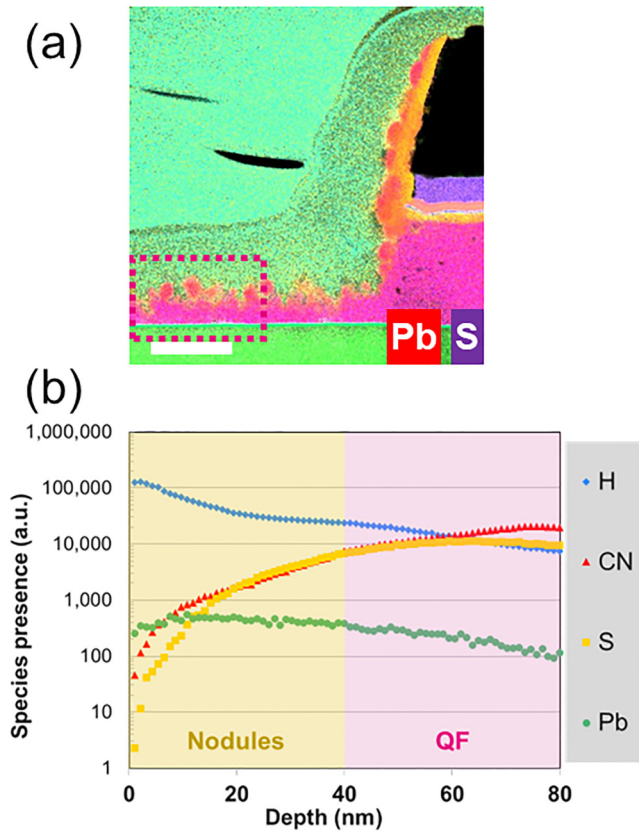 (a)
Pb S
(b)
1,000,000
100,000
10,000
1,000
100
10
1
Species presence (a.u.)
Nodules QF
0 20 40 60 80
Depth (nm)
H
CN
S
Pb